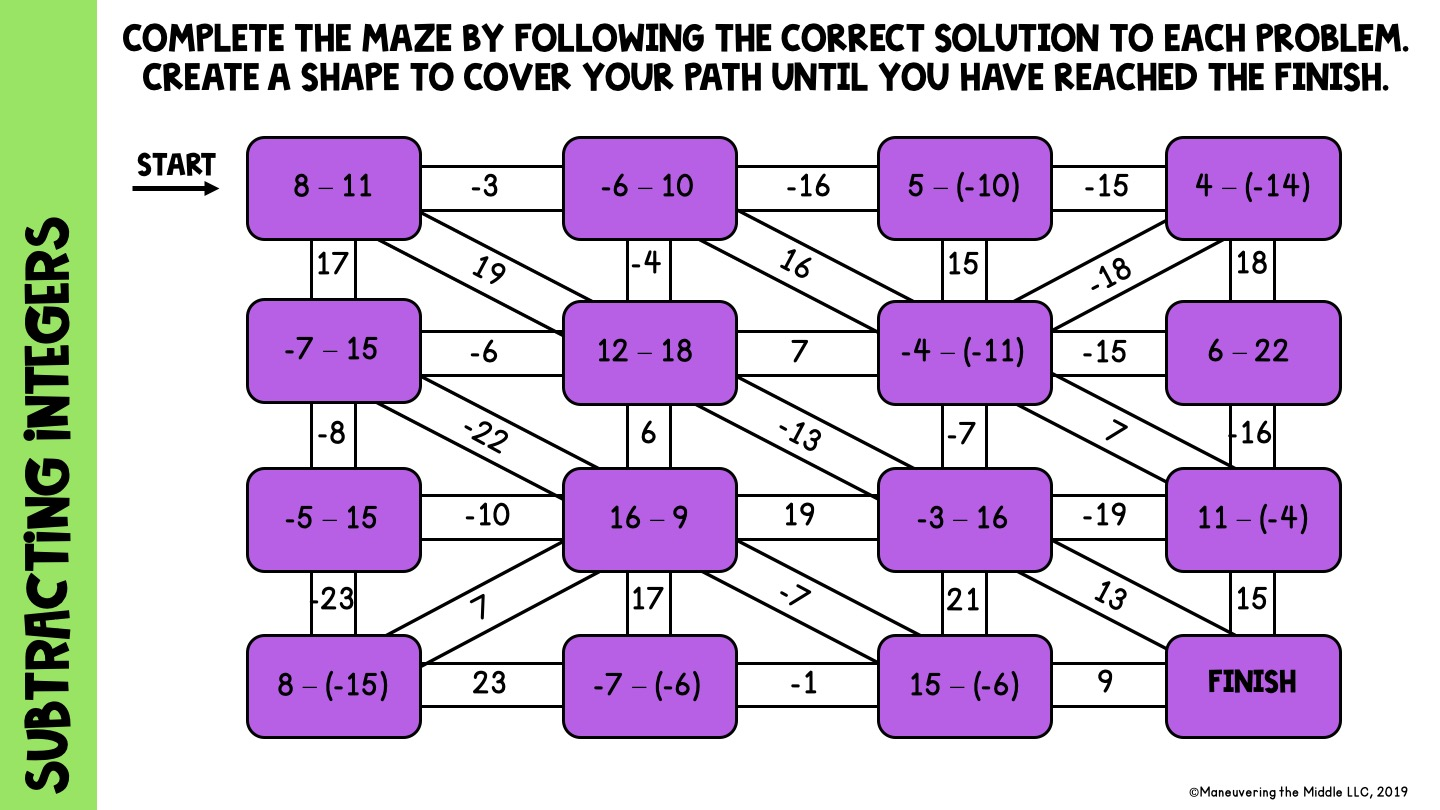 COMPLETE THE MAZE BY FOLLOWING THE CORRECT SOLUTION TO EACH PROBLEM.
CREATE A SHAPE TO COVER YOUR PATH UNTIL YOU HAVE REACHED THE FINISH.
SUBTRACTING INTEGERS
START
8 – 11 -3 -6 – 10 -16 5 – (-10) -15 4 – (-14)
17 19 -4 16 15 -18 18
-7 – 15 -6 12 – 18 7 -4 – (-11) -15 6 – 22
-8 -22 6 -13 -7 7 -16
-5 – 15 -10 16 – 9 19 -3 – 16 -19 11 – (-4)
-23 7 17 -7 21 13 15
8 – (-15) 23 -7 – (-6) -1 15 – (-6) 9 FINISH
©Maneuvering the Middle LLC, 2019